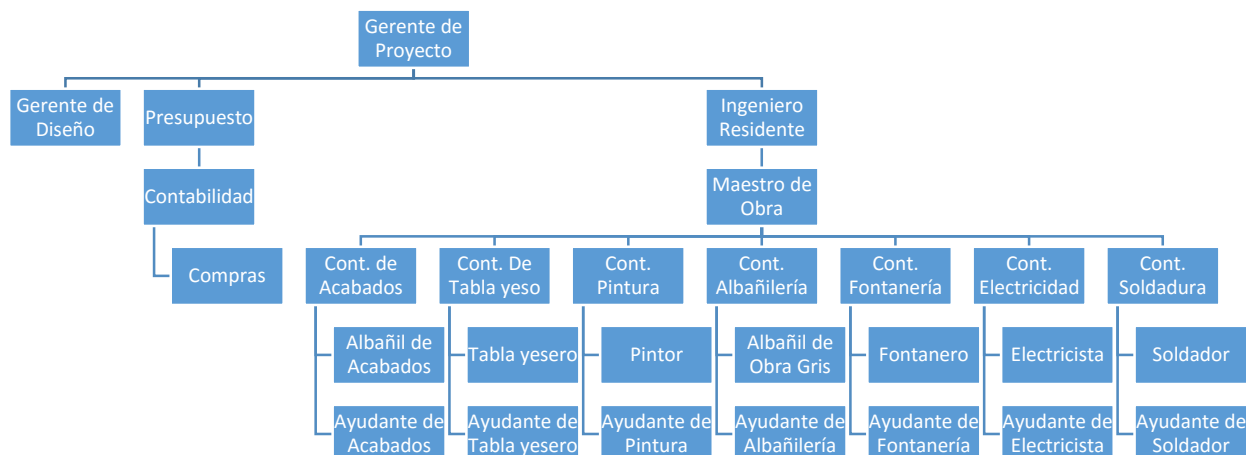 Gerente de
Proyecto
Gerente de
Diseño
Presupuesto
Ingeniero
Residente
Contabilidad
Maestro de
Obra
Compras
Cont. de
Acabados
Cont. De
Tabla yeso
Cont.
Pintura
Cont.
Albañilería
Cont.
Fontanería
Cont.
Electricidad
Cont.
Soldadura
Albañil de
Acabados
Tabla yesero
Pintor
Albañil de
Obra Gris
Fontanero
Electricista
Soldador
Ayudante de
Acabados
Ayudante de
Tabla yesero
Ayudante de
Pintura
Ayudante de
Albañilería
Ayudante de
Fontanería
Ayudante de
Electricista
Ayudante de
Soldador